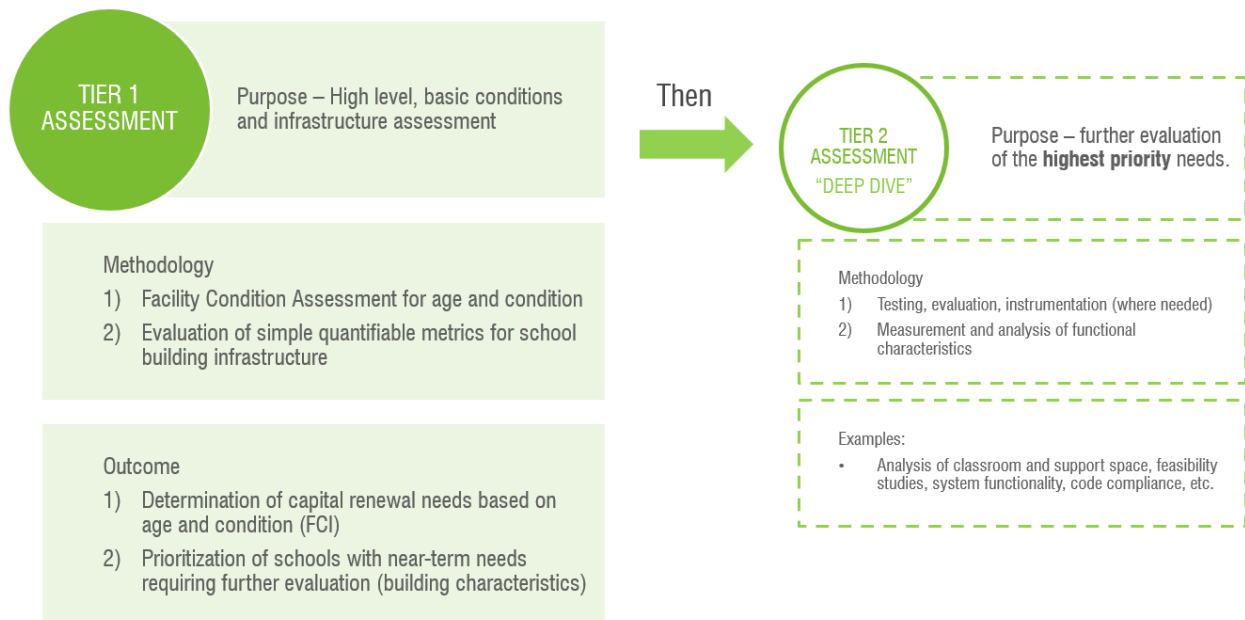 TIER 1
ASSESSMENT
Purpose – High level, basic conditions
and infrastructure assessment
Methodology
1) Facility Condition Assessment for age and condition
2) Evaluation of simple quantifiable metrics for school
building infrastructure
Outcome
1) Determination of capital renewal needs based on
age and condition (FCI)
2) Prioritization of schools with near-term needs
requiring further evaluation (building characteristics)
Then
TIER 2
ASSESSMENT
“DEEP DIVE”
Purpose – further evaluation
of the highest priority needs.
Methodology
1) Testing, evaluation, instrumentation (where needed)
2) Measurement and analysis of functional
characteristics
Examples:
• Analysis of classroom and support space, feasibility
studies, system functionality, code compliance, etc.